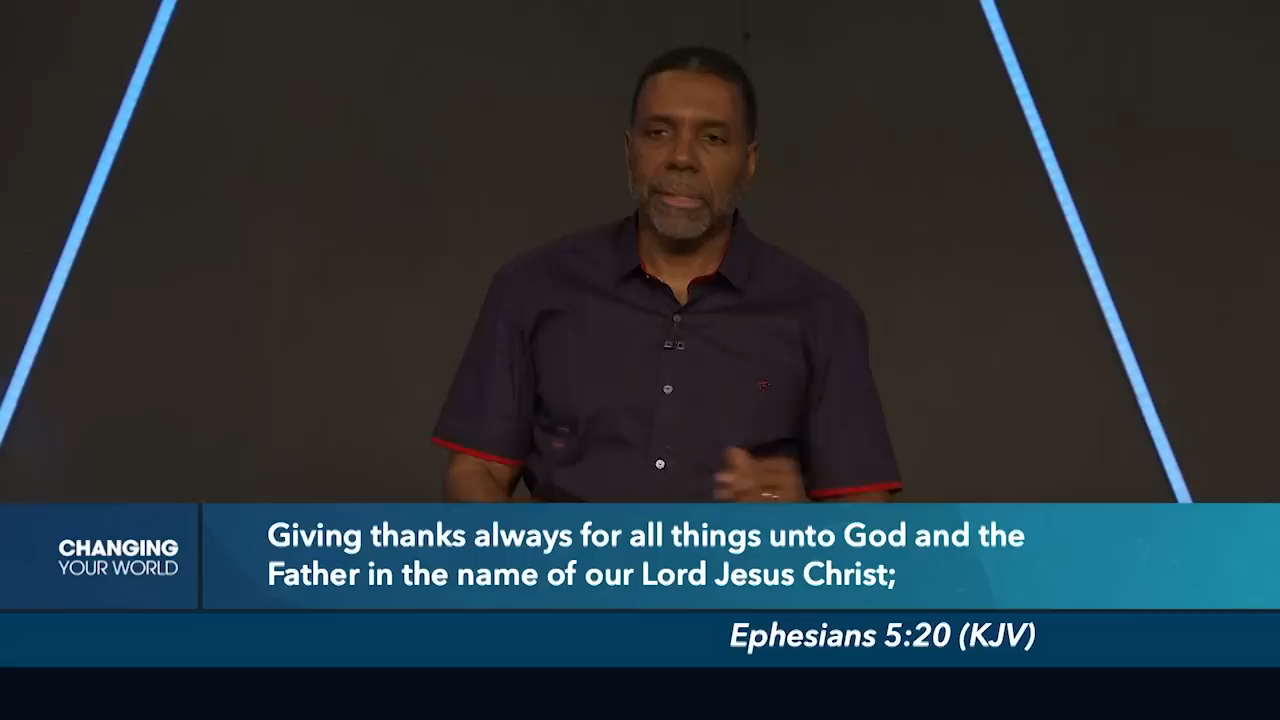 CHANGING
YOUR WORLD
Giving thanks always for all things unto God and the
Father in the name of our Lord Jesus Christ;
Ephesians 5:20 (KJV)